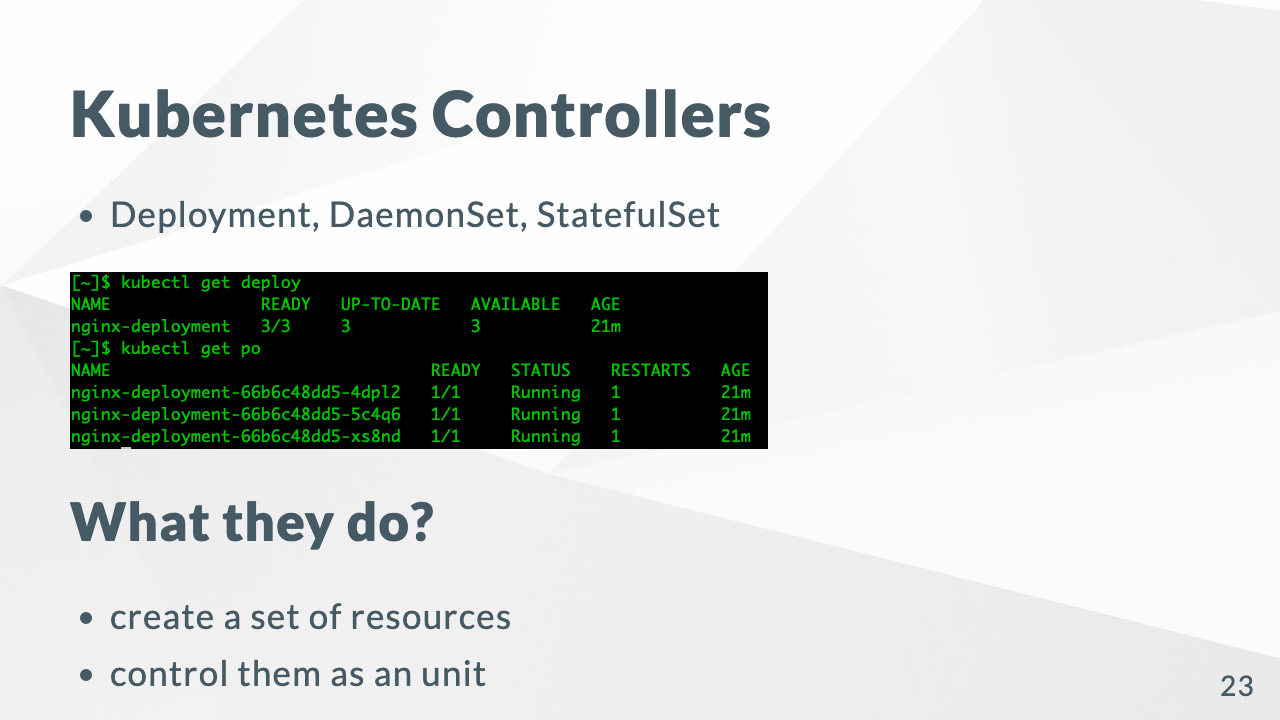 Kubernetes Controllers
• Deployment, DaemonSet, StatefulSet
[~]$ kubectl get deploy
NAME               READY   UP-TO-DATE   AVAILABLE   AGE
nginx-deployment   3/3     3            3           21m
[~]$ kubectl get po
NAME                                READY   STATUS    RESTARTS   AGE
nginx-deployment-66b6c48dd5-4dpl2   1/1     Running   1          21m
nginx-deployment-66b6c48dd5-5c4q6   1/1     Running   1          21m
nginx-deployment-66b6c48dd5-xs8nd   1/1     Running   1          21m
What they do?
• create a set of resources
• control them as an unit
23